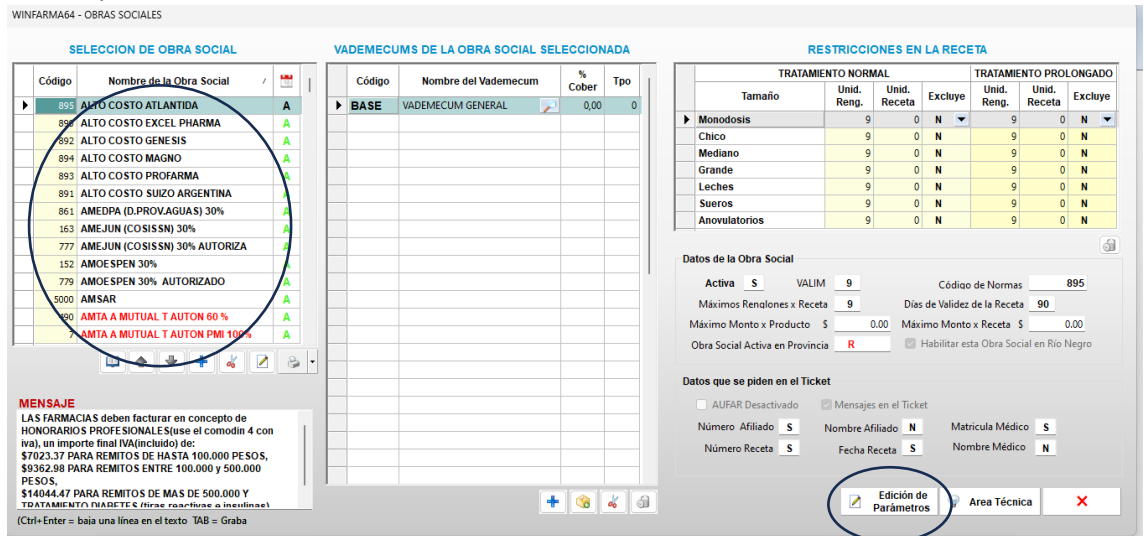 WINFARMA64 - OBRAS SOCIALES
SELECCION DE OBRA SOCIAL
Código Nombre de la Obra Social /
895 ALTO COSTO ATLANTIDA A
890 ALTO COSTO EXCEL PHARMA A
892 ALTO COSTO GENESIS A
894 ALTO COSTO MAGNO A
893 ALTO COSTO PROFARMA A
891 ALTO COSTO SUIZO ARGENTINA A
861 AMEDPA (D.PROV.AGUAS) 30% A
163 AMEJUN (COSISSN) 30% A
777 AMEJUN (COSISSN) 30% AUTORIZA A
152 AMOESPEN 30% A
779 AMOESPEN 30% AUTORIZADO A
5000 AMSAR A
490 AMTA A MUTUAL T AUTON 60 % A
7 AMTA A MUTUAL T AUTON PMI 100% A
MENSAJE
LAS FARMACIAS deben facturar en concepto de
HONORARIOS PROFESIONALES(use el comodin 4 con
iva), un importe final IVA(incluido) de:
$7023.37 PARA REMITOS DE HASTA 100.000 PESOS,
$9362.98 PARA REMITOS ENTRE 100.000 y 500.000
PESOS,
$14044.47 PARA REMITOS DE MAS DE 500.000 Y
TRATAMIENTO DIABETES (tiras reactivas e insulinas)
(Ctrl+Enter = baja una línea en el texto TAB = Graba
VADEMECUMS DE LA OBRA SOCIAL SELECCIONADA
Código Nombre del Vademecum % Cober Tpo
BASE VADEMECUM GENERAL 0,00 0
RESTRICCIONES EN LA RECETA
TRATAMIENTO NORMAL TRATAMIENTO PROLONGADO
Tamaño Unid. Reng. Unid. Receta Excluye Unid. Reng. Unid. Receta Excluye
Monodosis 9 0 N 9 0 N
Chico 9 0 N 9 0 N
Mediano 9 0 N 9 0 N
Grande 9 0 N 9 0 N
Leches 9 0 N 9 0 N
Sueros 9 0 N 9 0 N
Anovulatorios 9 0 N 9 0 N
Datos de la Obra Social
Activa S VALIM 9 Código de Normas 895
Máximos Renglones x Receta 9 Días de Validez de la Receta 90
Máximo Monto x Producto $ 0.00 Máximo Monto x Receta $ 0.00
Obra Social Activa en Provincia R Habilitar esta Obra Social en Río Negro
Datos que se piden en el Ticket
AUFAR Desactivado Mensajes en el Ticket
Número Afiliado S Nombre Afiliado N Matricula Médico S
Número Receta S Fecha Receta S Nombre Médico N
Edición de Parámetros Area Técnica